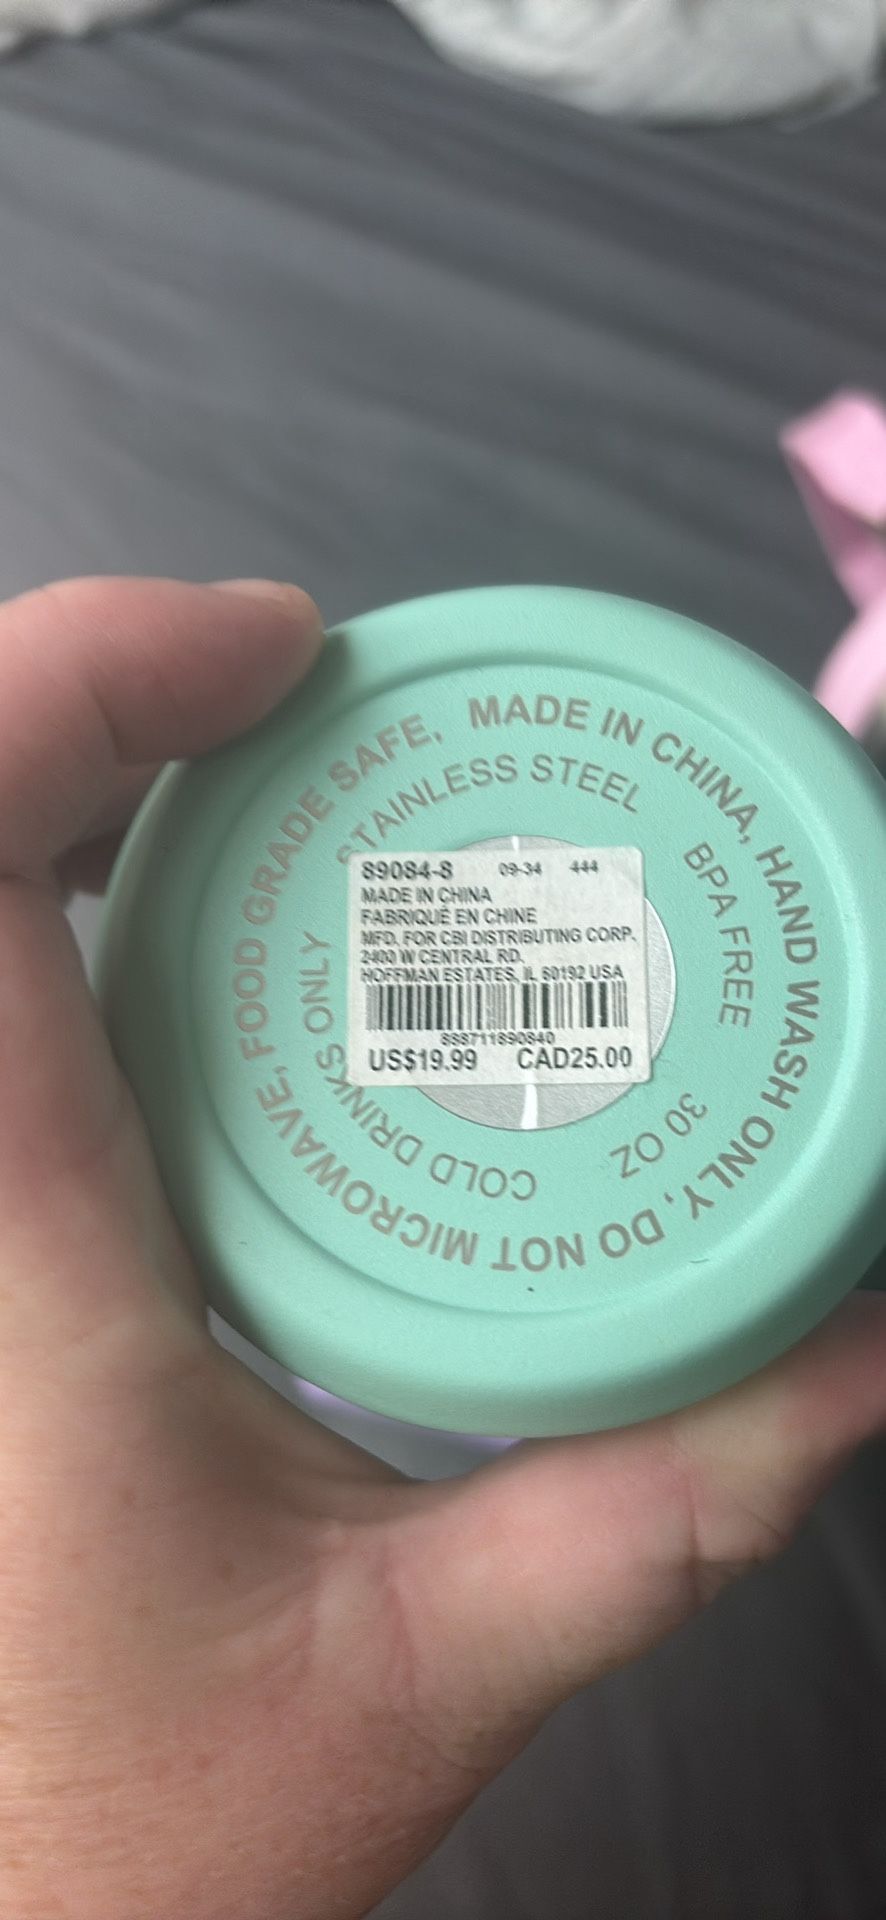 MADE IN CHINA, HAND WASH ONLY, DO NOT MICROWAVE, FOOD GRADE SAFE,
STAINLESS STEEL
BPA FREE
30 OZ
COLD DRINKS ONLY
89084-8 09-34 444
MADE IN CHINA
FABRIQUÉ EN CHINE
MFD. FOR CBI DISTRIBUTING CORP.
2400 W CENTRAL RD.
HOFFMAN ESTATES, IL 60192 USA
888711890840
US$19.99 CAD25.00